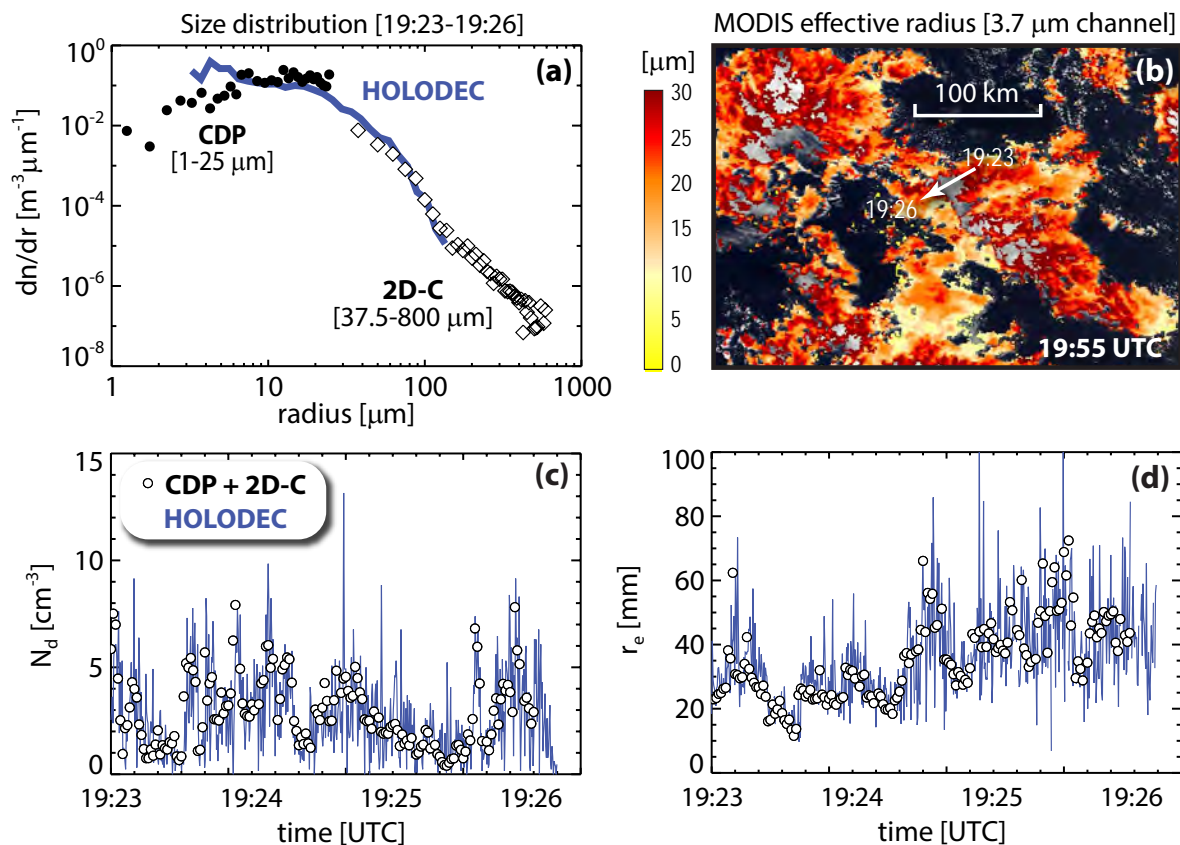 Size distribution [19:23-19:26]
(a)
HOLODEC
CDP
[1-25 μm]
2D-C
[37.5-800 μm]
10⁰
10⁻²
10⁻⁴
10⁻⁶
10⁻⁸
dn/dr [m⁻³μm⁻¹]
1 10 100 1000
radius [μm]
MODIS effective radius [3.7 μm channel]
[μm]
30
25
20
15
10
5
0
(b)
100 km
19:23
19:26
19:55 UTC
(c)
CDP + 2D-C
HOLODEC
15
10
5
0
N_d [cm⁻³]
19:23 19:24 19:25 19:26
time [UTC]
(d)
100
80
60
40
20
0
r_e [mm]
19:23 19:24 19:25 19:26
time [UTC]